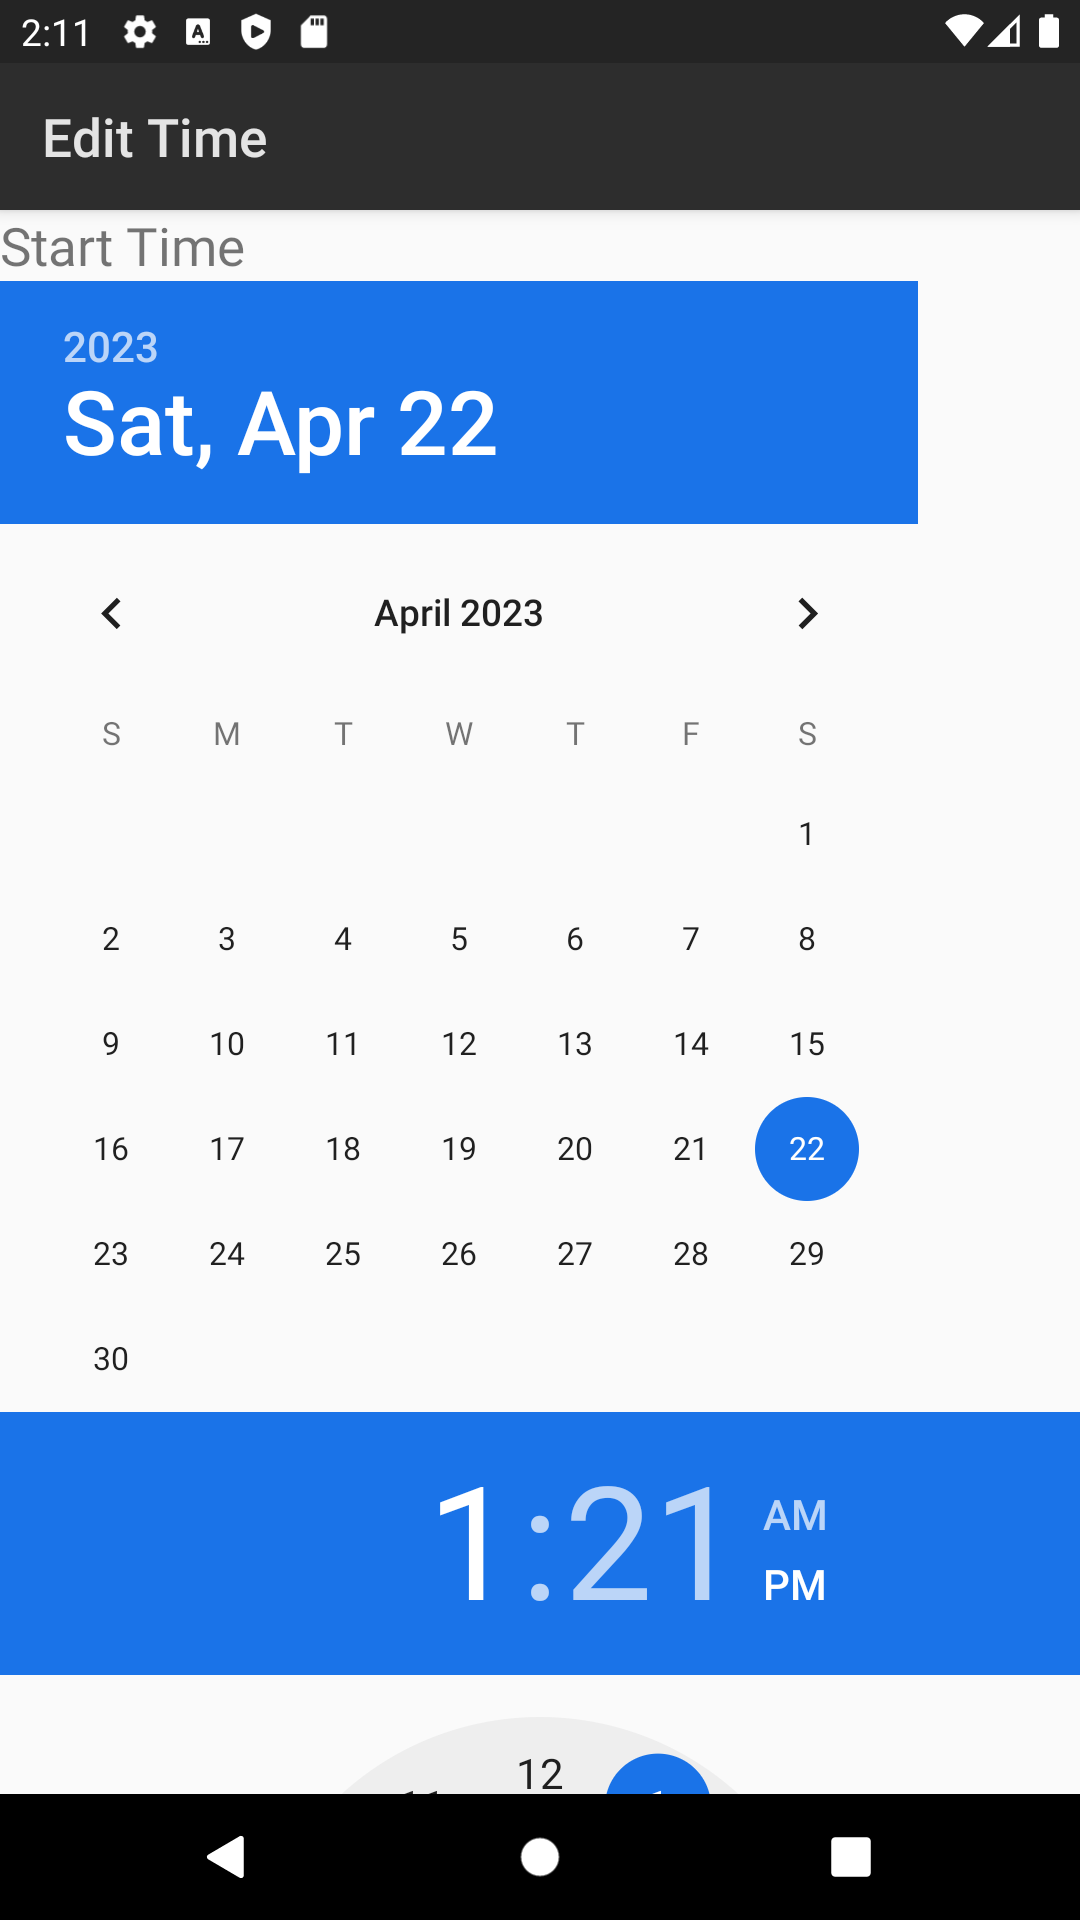 2:11
Edit Time
Start Time
2023
Sat, Apr 22
April 2023
S M T W T F S
1
2 3 4 5 6 7 8
9 10 11 12 13 14 15
16 17 18 19 20 21 22
23 24 25 26 27 28 29
30
1:21 AM
PM
12